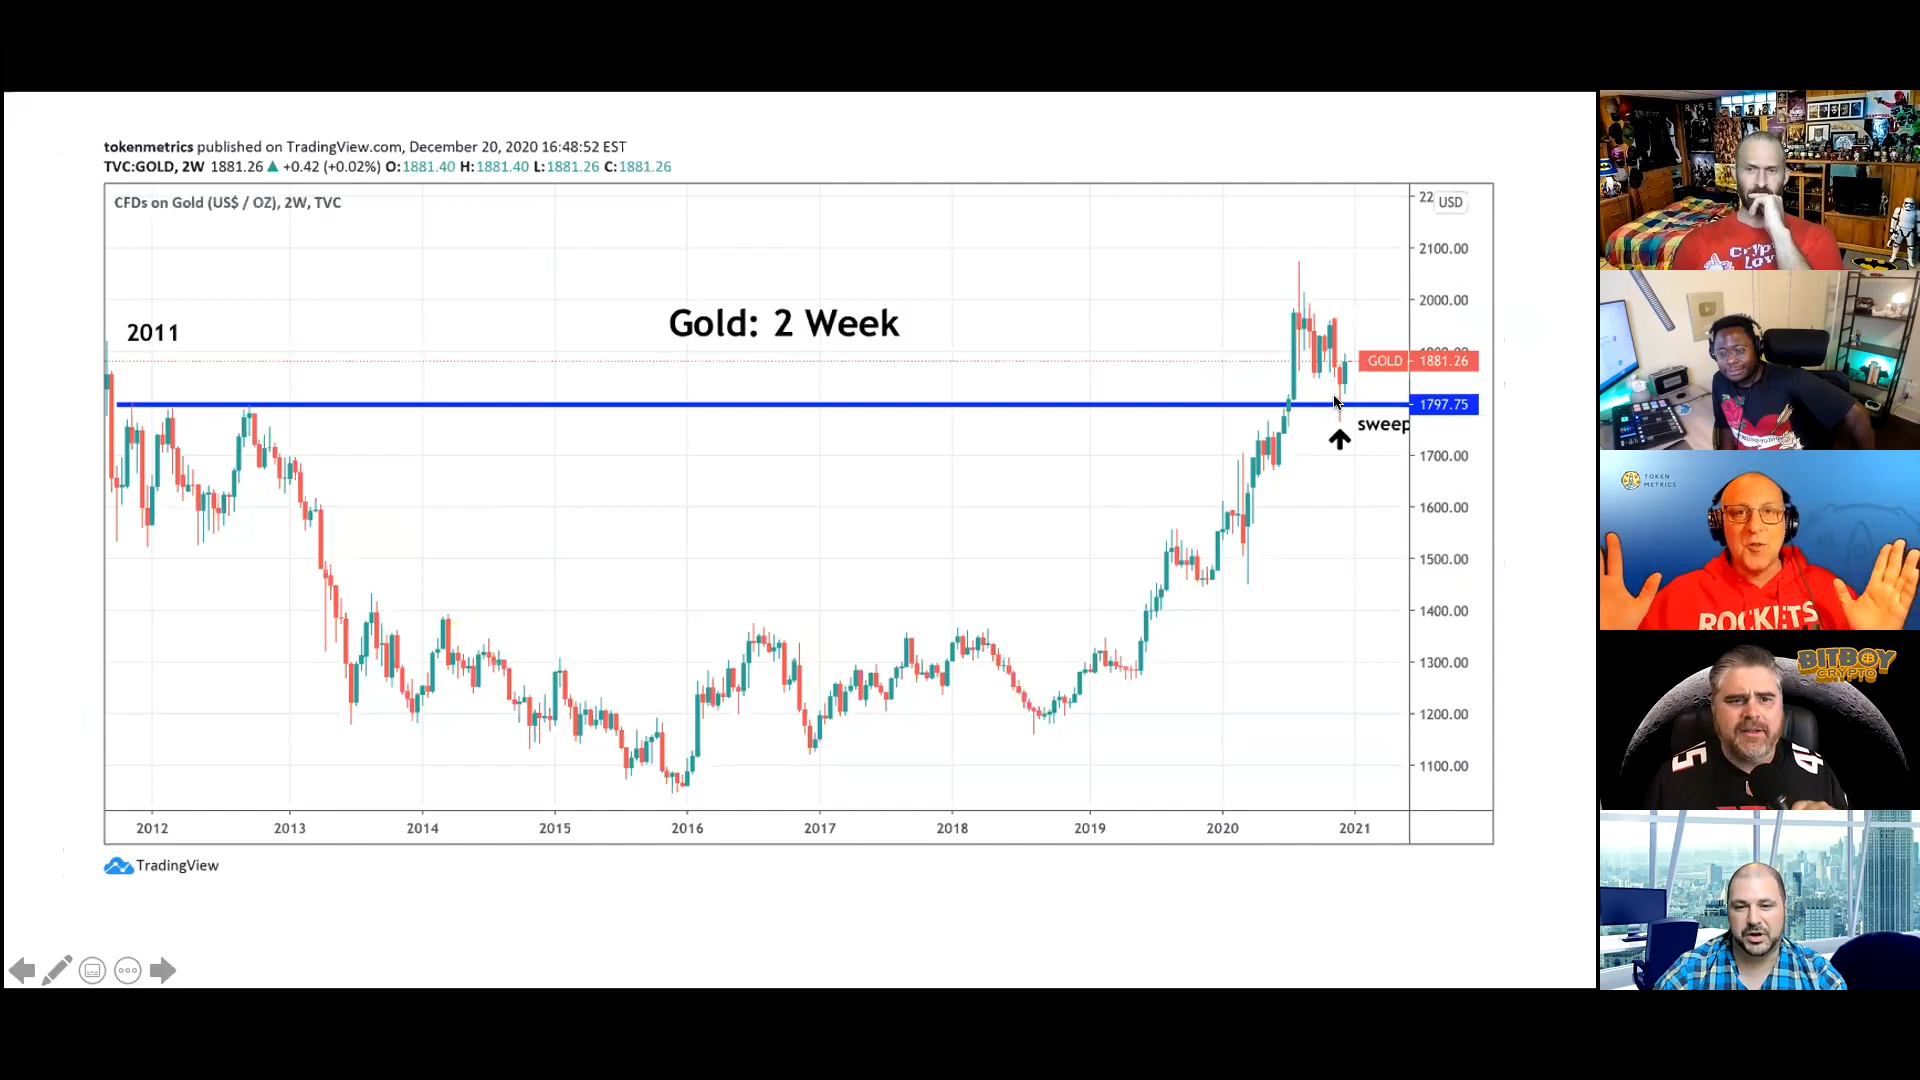 tokenmetrics published on TradingView.com, December 20, 2020 16:48:52 EST
TVC:GOLD, 2W 1881.26 ▲ +0.42 (+0.02%) O:1881.40 H:1881.40 L:1881.26 C:1881.26
CFDs on Gold (US$ / OZ), 2W, TVC
22
USD
2100.00
2000.00
Gold: 2 Week
2011
GOLD 1881.26
1797.75
sweep
1700.00
1600.00
1500.00
1400.00
1300.00
1200.00
1100.00
2012 2013 2014 2015 2016 2017 2018 2019 2020 2021
TradingView
RYSE
Crypt
Lov
TOKEN
METRICS
ROCKETS
BITBOY
CRYPTO